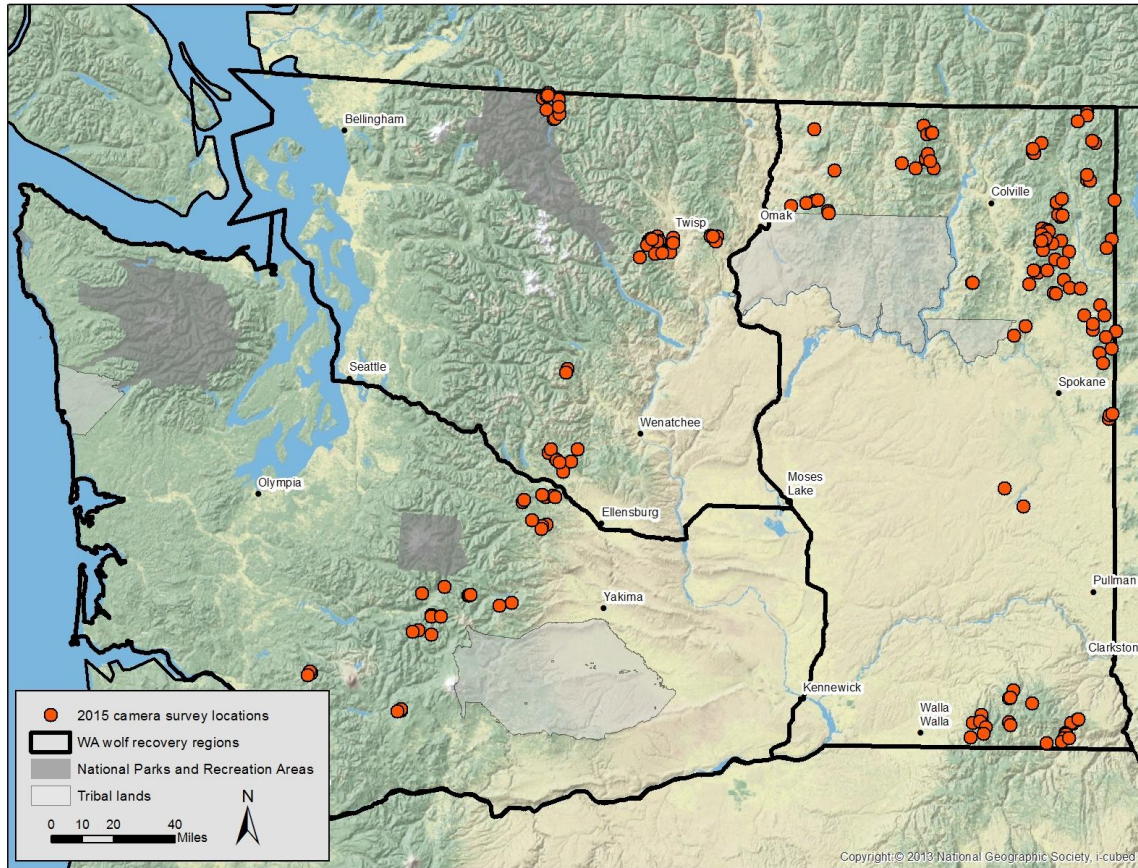 Bellingham
Colville
Twisp
Omak
Seattle
Spokane
Wenatchee
Olympia
Moses
Lake
Ellensburg
Pullman
Yakima
Clarkston
Kennewick
Walla
Walla
2015 camera survey locations
WA wolf recovery regions
National Parks and Recreation Areas
Tribal lands
N
0 10 20 40
Miles
Copyright:© 2013 National Geographic Society, i-cubed